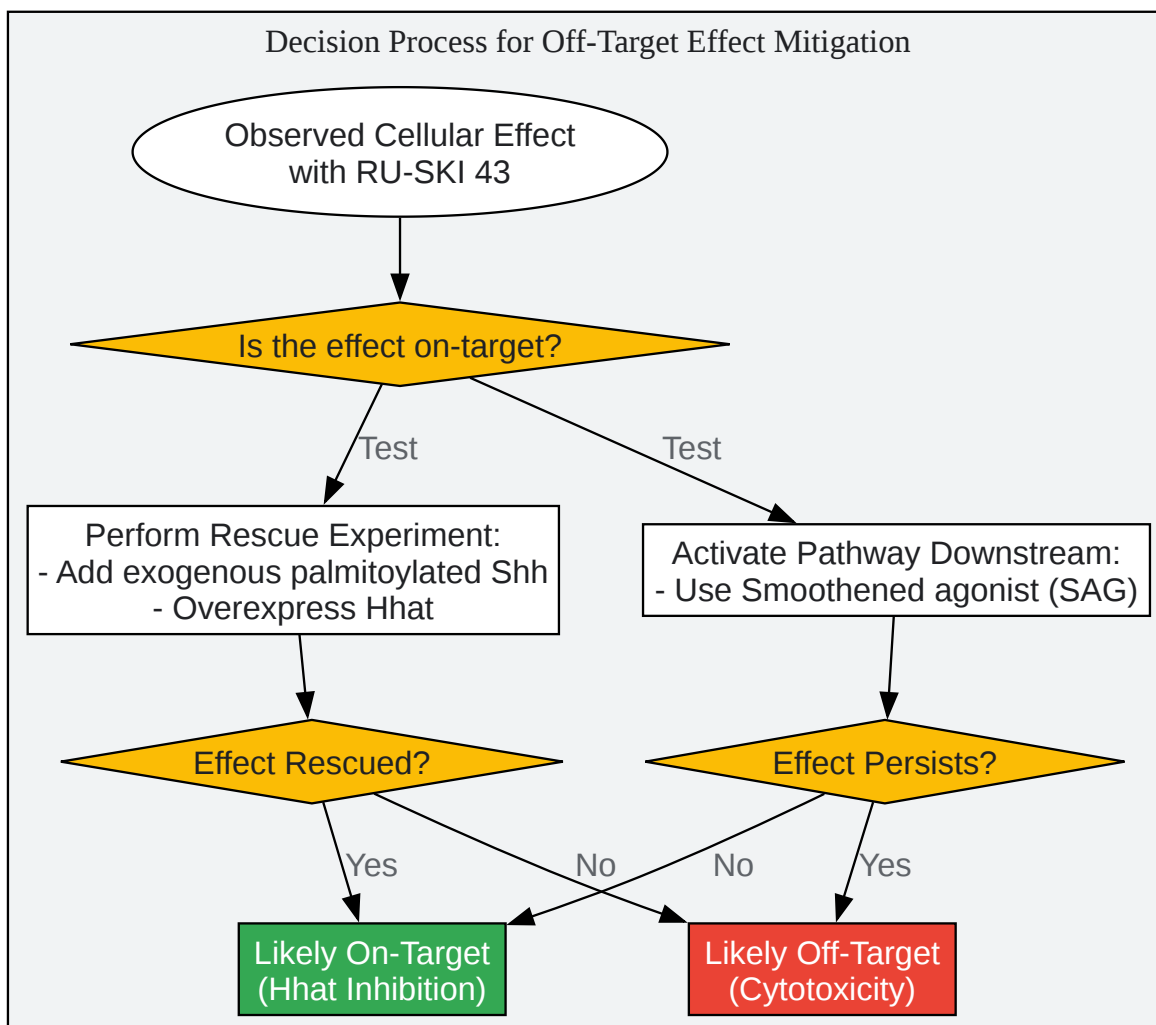 Decision Process for Off-Target Effect Mitigation
Observed Cellular Effect
with RU-SKI 43
Is the effect on-target?
Test
Test
Perform Rescue Experiment:
- Add exogenous palmitoylated Shh
- Overexpress Hhat
Activate Pathway Downstream:
- Use Smoothened agonist (SAG)
Effect Rescued?
Effect Persists?
Yes
No
No
Yes
Likely On-Target
(Hhat Inhibition)
Likely Off-Target
(Cytotoxicity)